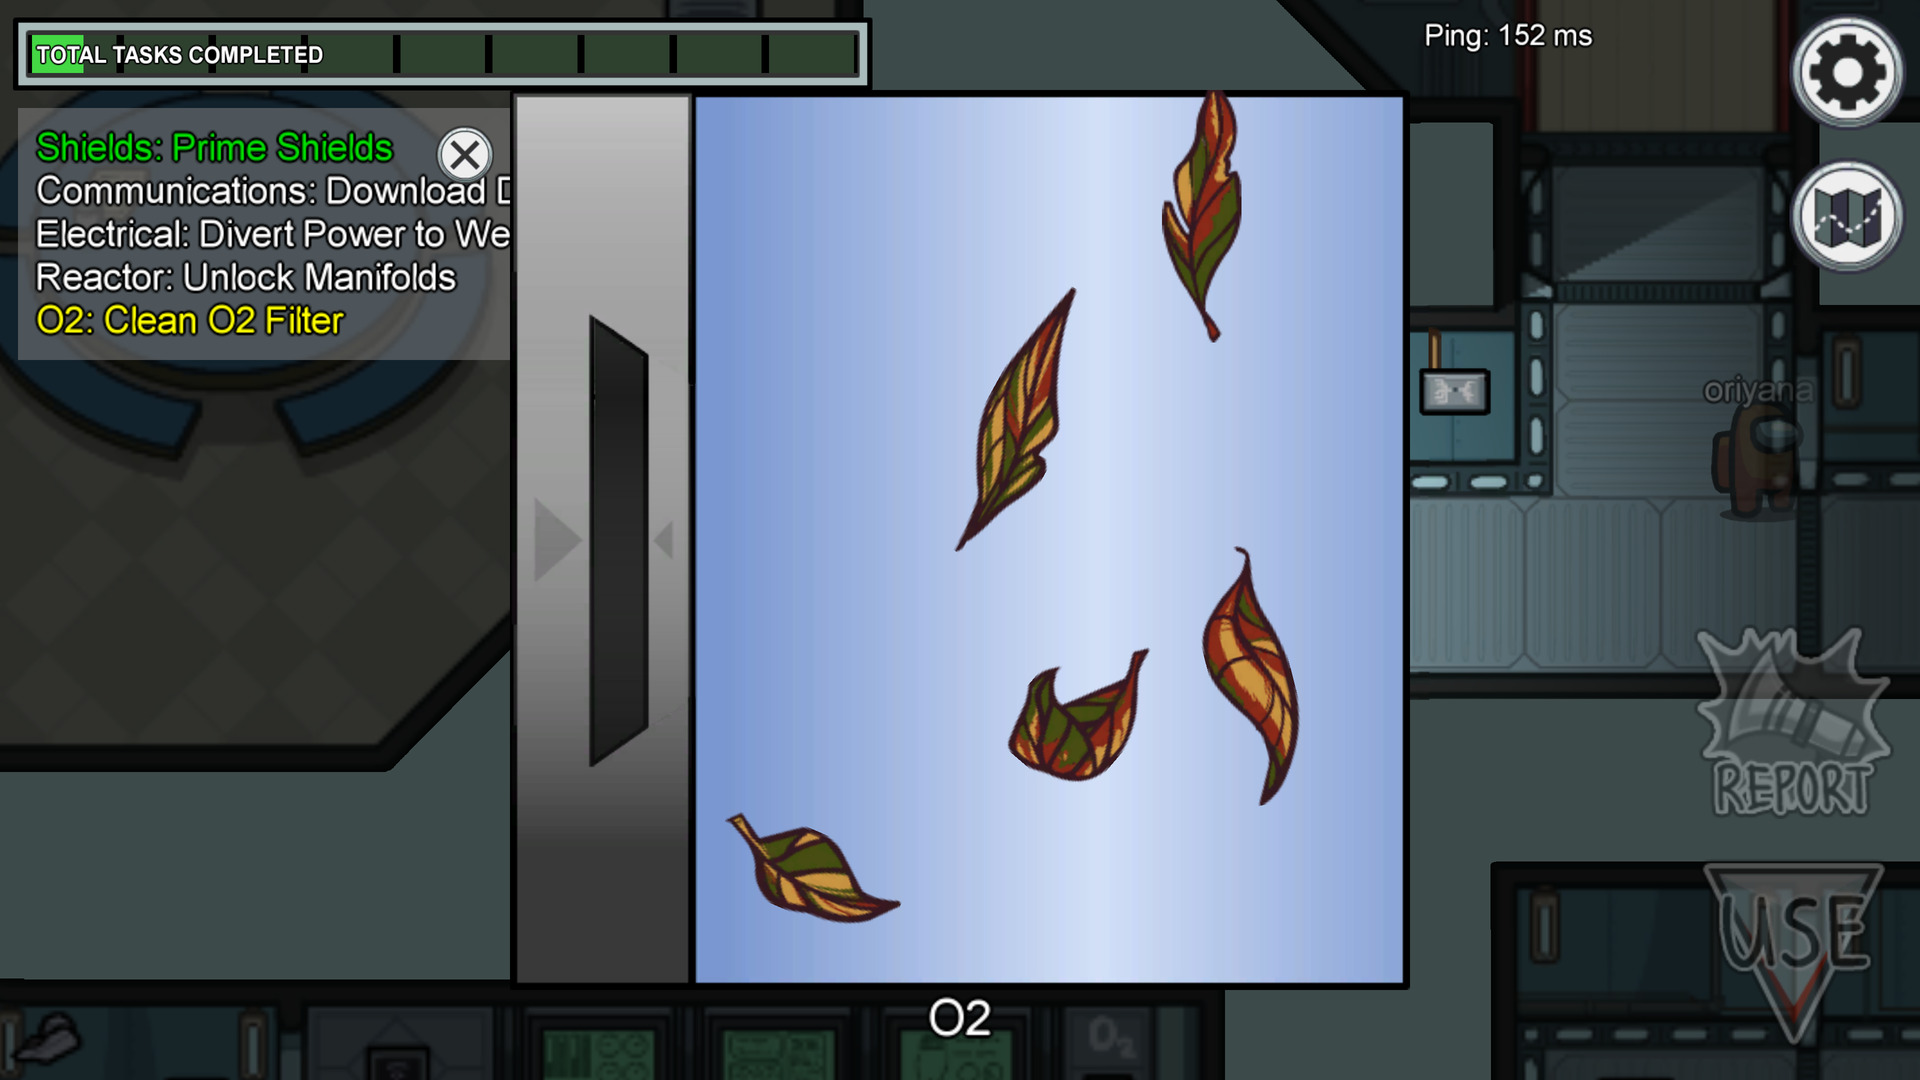 TOTAL TASKS COMPLETED
Ping: 152 ms
Shields: Prime Shields
Communications: Download D
Electrical: Divert Power to We
Reactor: Unlock Manifolds
O2: Clean O2 Filter
oriyana
REPORT
USE
O2
O2